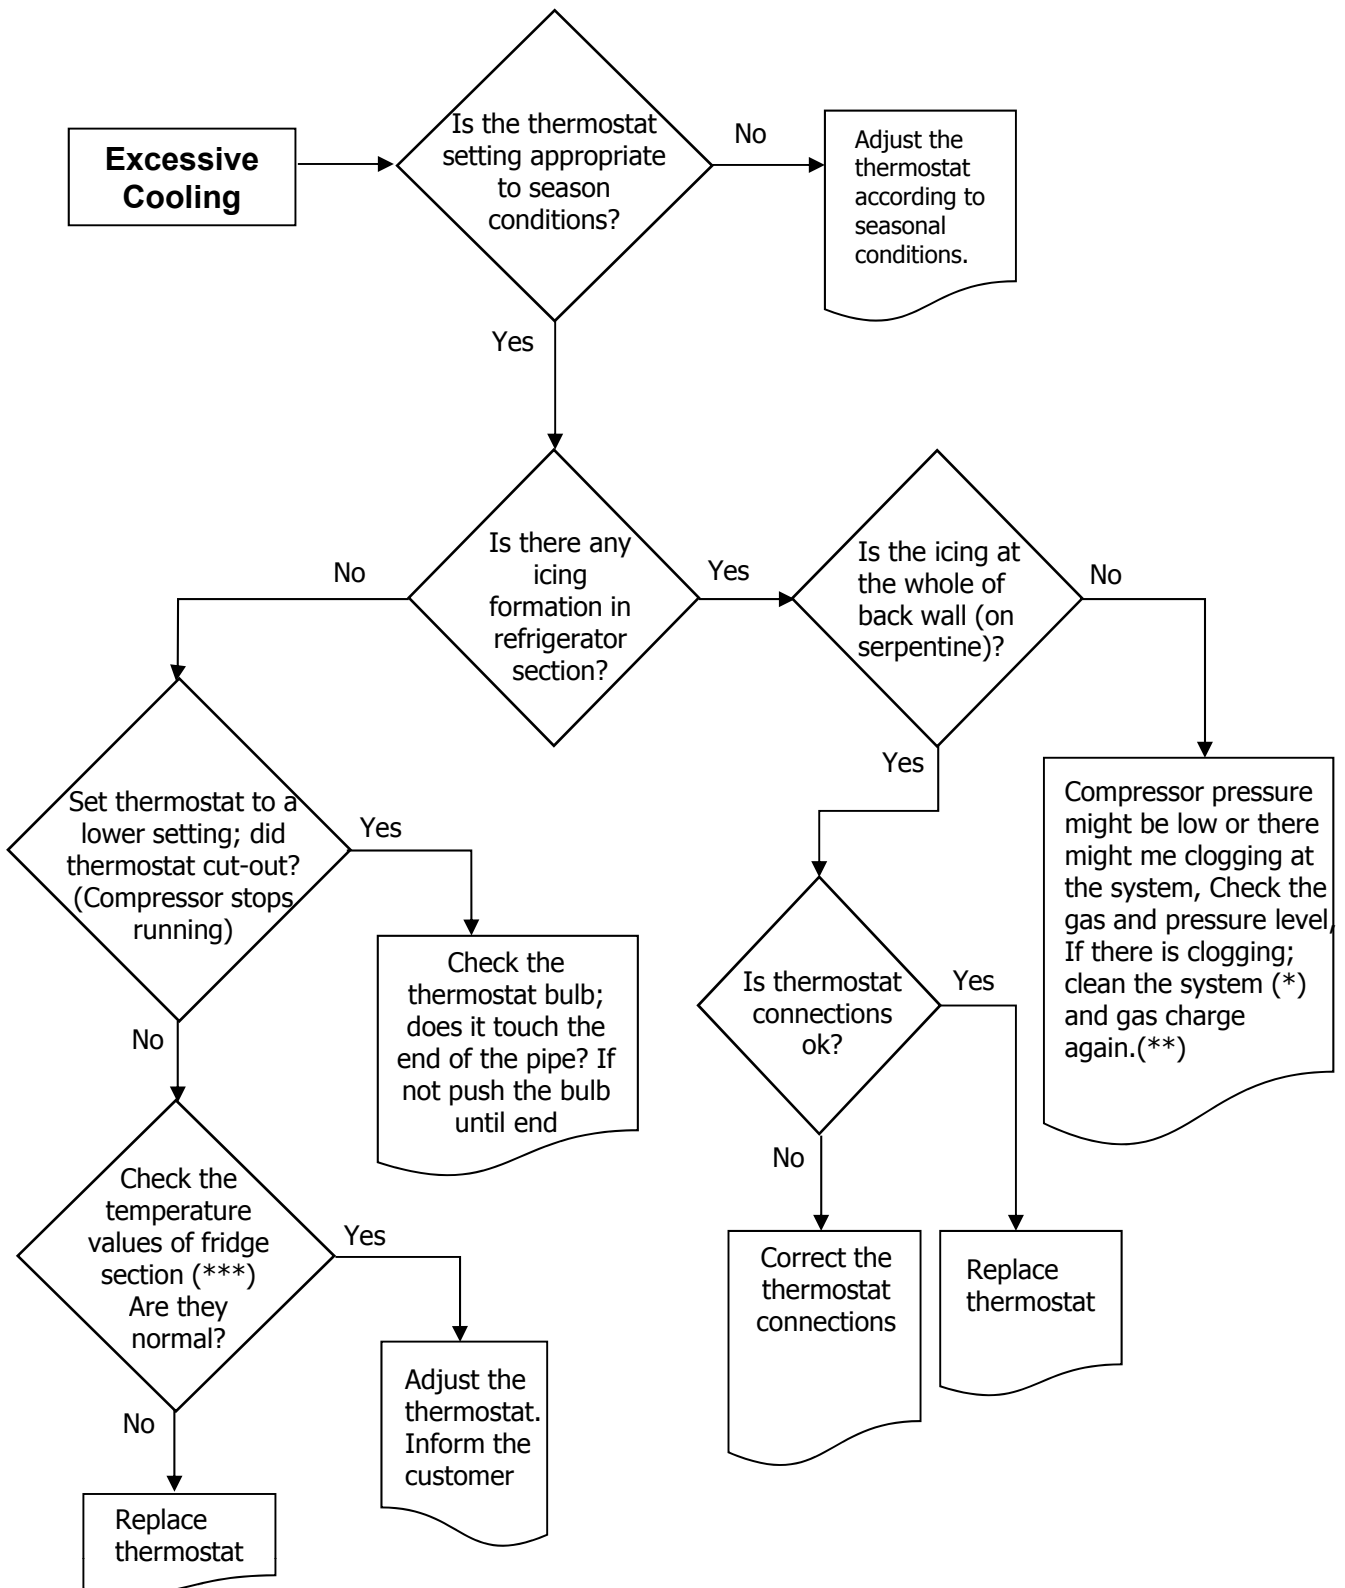 Excessive
Cooling
Is the thermostat
setting appropriate
to season
conditions?
No
Adjust the
thermostat
according to
seasonal
conditions.
Yes
Is there any
icing
formation in
refrigerator
section?
No
Yes
Is the icing at
the whole of
back wall (on
serpentine)?
No
Yes
Set thermostat to a
lower setting; did
thermostat cut-out?
(Compressor stops
running)
Yes
Compressor pressure
might be low or there
might me clogging at
the system, Check the
gas and pressure level,
If there is clogging;
clean the system (*)
and gas charge
again.(**)
Check the
thermostat bulb;
does it touch the
end of the pipe? If
not push the bulb
until end
Is thermostat
connections
ok?
Yes
No
No
Check the
temperature
values of fridge
section (***)
Are they
normal?
Yes
Correct the
thermostat
connections
Replace
thermostat
No
Adjust the
thermostat.
Inform the
customer
Replace
thermostat